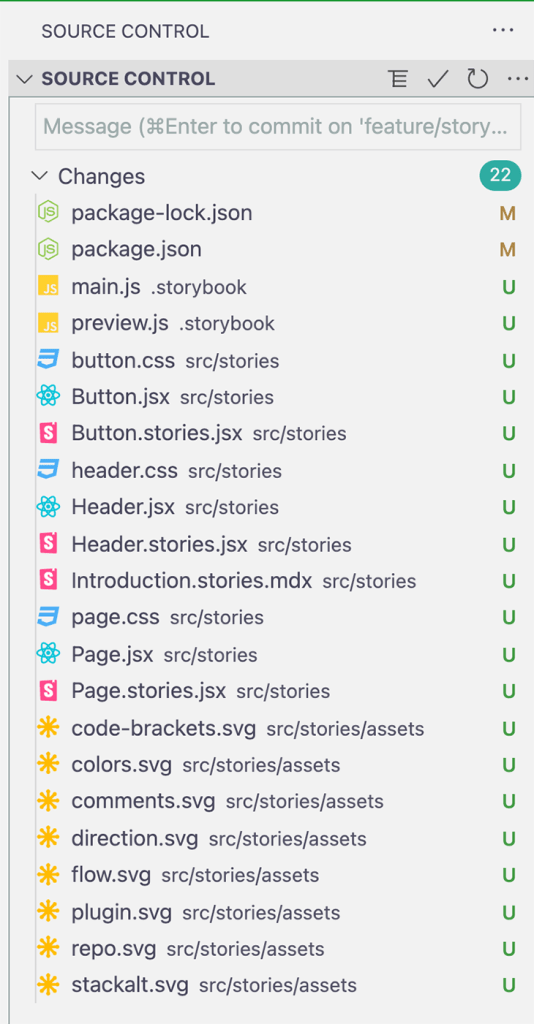 SOURCE CONTROL ...
SOURCE CONTROL ...
Message (⌘Enter to commit on 'feature/story...
Changes 22
JS package-lock.json M
JS package.json M
JS main.js .storybook U
JS preview.js .storybook U
button.css src/stories U
Button.jsx src/stories U
S Button.stories.jsx src/stories U
header.css src/stories U
Header.jsx src/stories U
S Header.stories.jsx src/stories U
S Introduction.stories.mdx src/stories U
page.css src/stories U
Page.jsx src/stories U
S Page.stories.jsx src/stories U
code-brackets.svg src/stories/assets U
colors.svg src/stories/assets U
comments.svg src/stories/assets U
direction.svg src/stories/assets U
flow.svg src/stories/assets U
plugin.svg src/stories/assets U
repo.svg src/stories/assets U
stackalt.svg src/stories/assets U